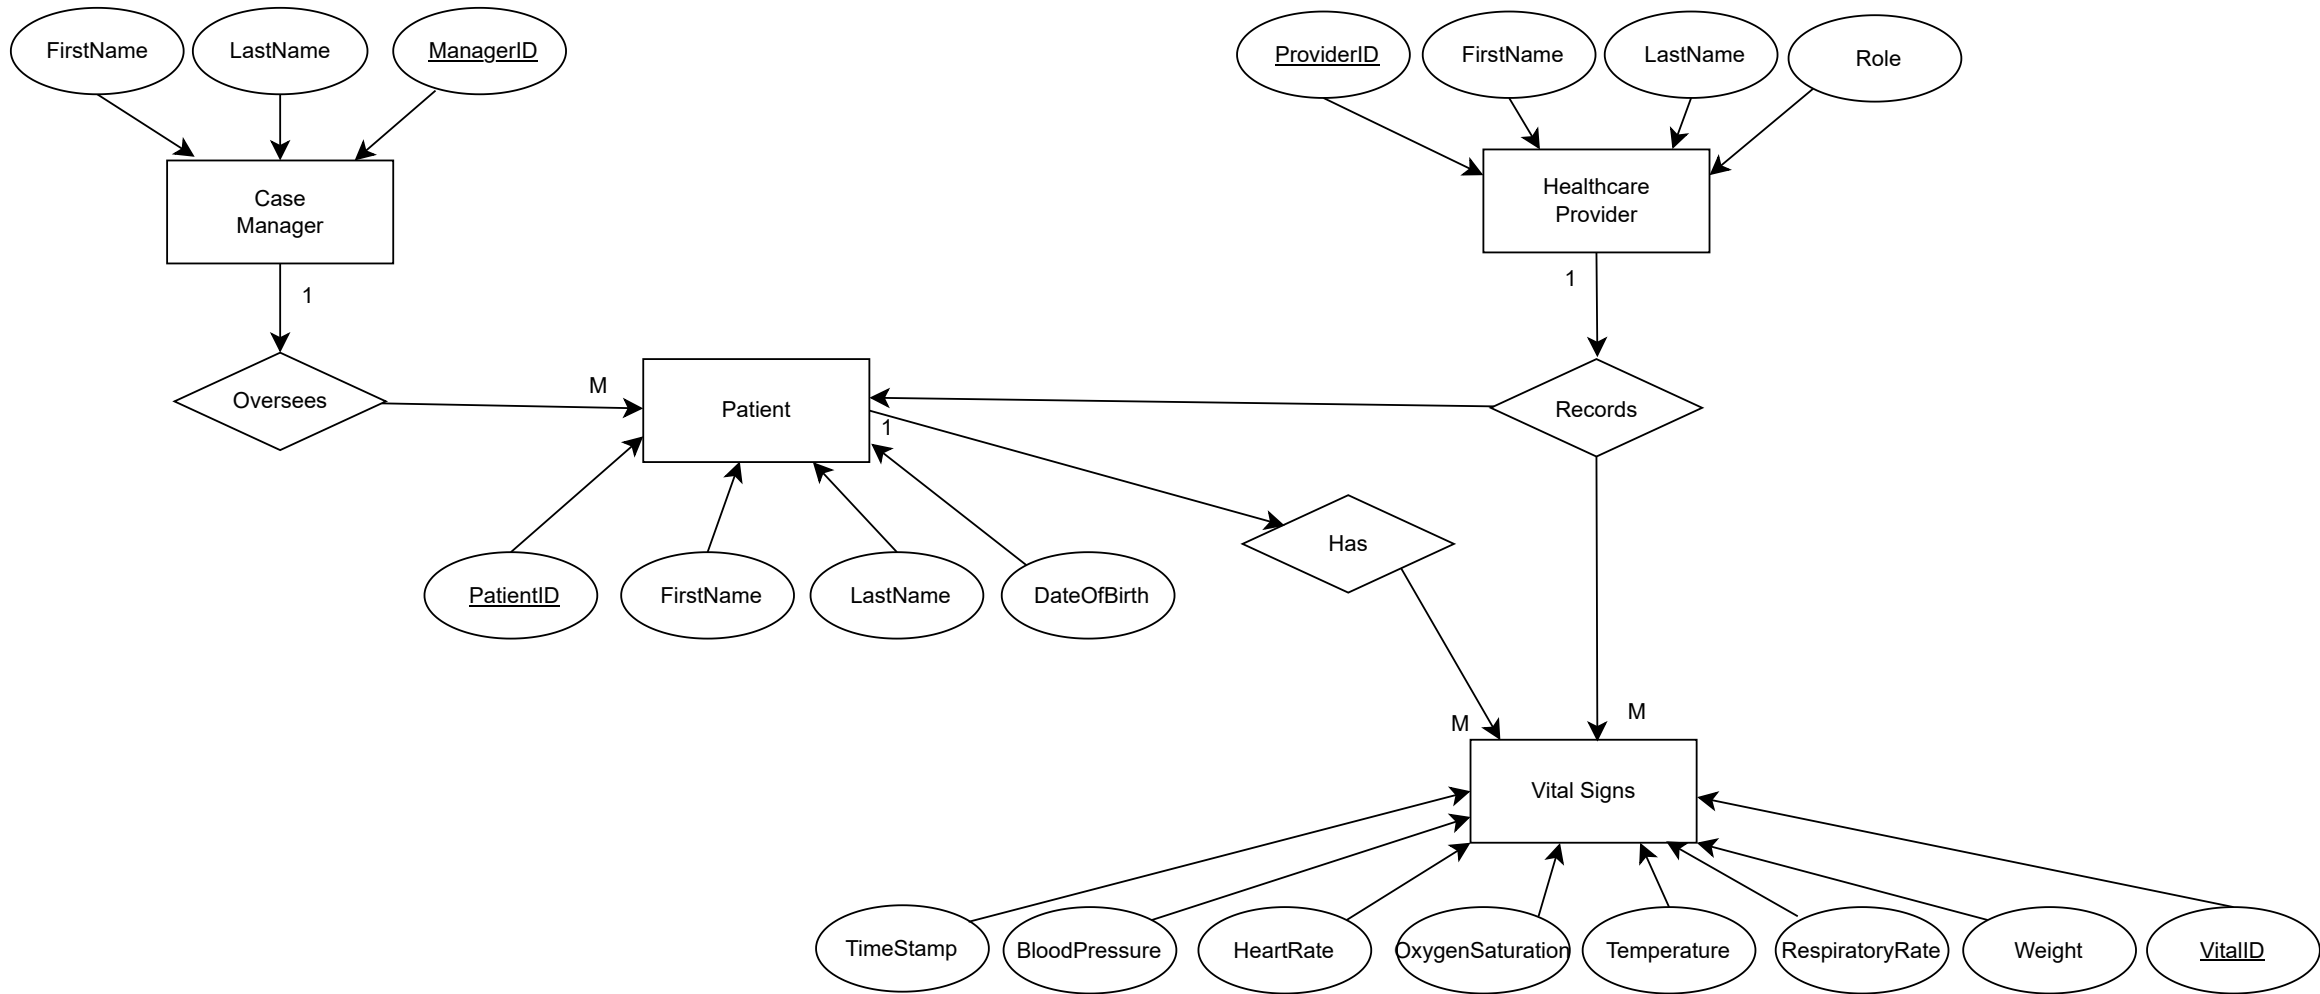 FirstName
LastName
ManagerID
ProviderID
FirstName
LastName
Role
Case
Manager
Healthcare
Provider
1
1
Oversees
M
Patient
1
Records
Has
PatientID
FirstName
LastName
DateOfBirth
M
M
Vital Signs
TimeStamp
BloodPressure
HeartRate
OxygenSaturation
Temperature
RespiratoryRate
Weight
VitalID